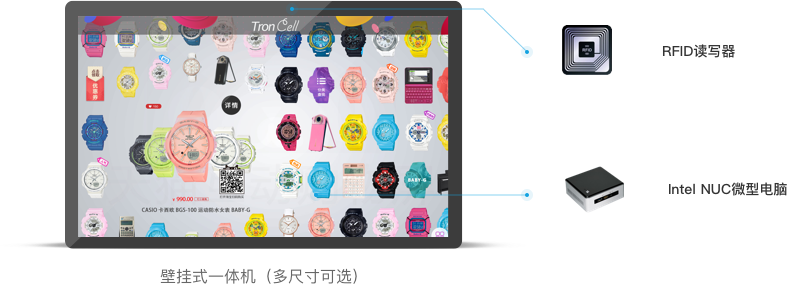 Tron Cell
详情
¥ 990.00
CASIO 卡西欧 BGS-100 运动防水女表 BABY-G
BABY-G
RFID读写器
Intel NUC微型电脑
壁挂式一体机（多尺寸可选）